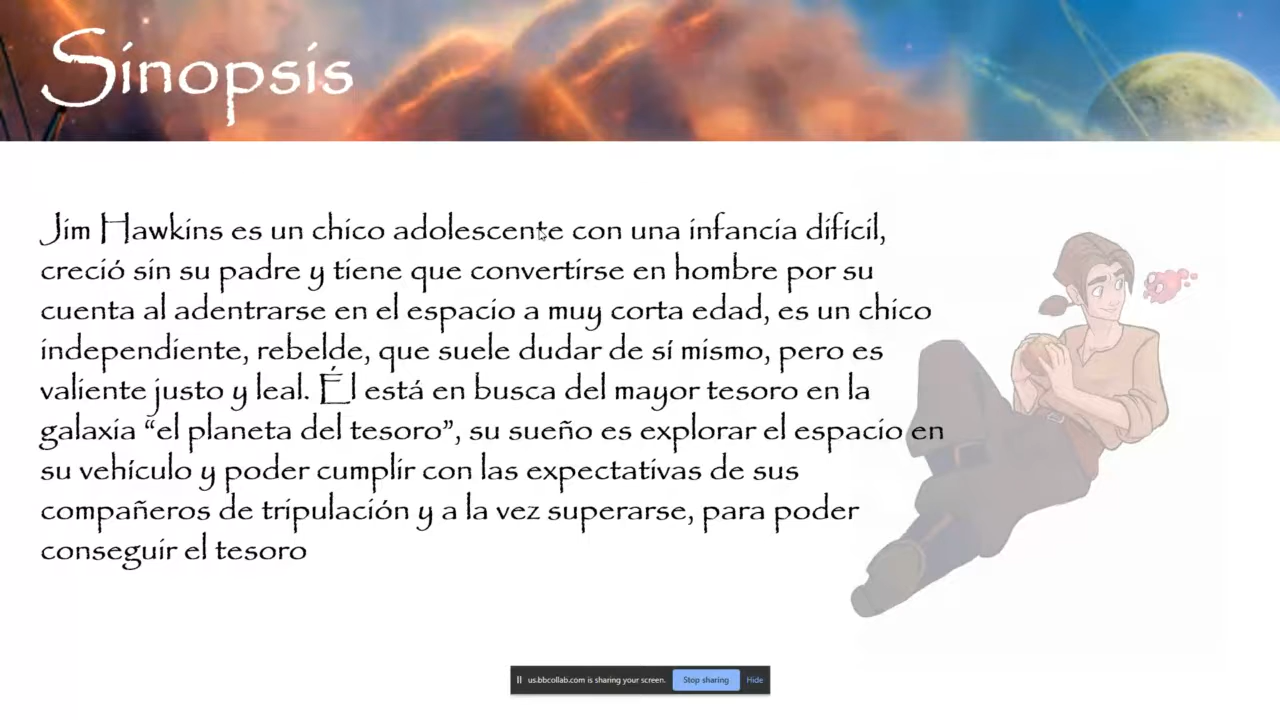 Sinopsis
Jim Hawkins es un chico adolescente con una infancia difícil,
creció sin su padre y tiene que convertirse en hombre por su
cuenta al adentrarse en el espacio a muy corta edad, es un chico
independiente, rebelde, que suele dudar de sí mismo, pero es
valiente justo y leal. Él está en busca del mayor tesoro en la
galaxia “el planeta del tesoro”, su sueño es explorar el espacio en
su vehículo y poder cumplir con las expectativas de sus
compañeros de tripulación y a la vez superarse, para poder
conseguir el tesoro
us.bbcollab.com is sharing your screen. Stop sharing Hide